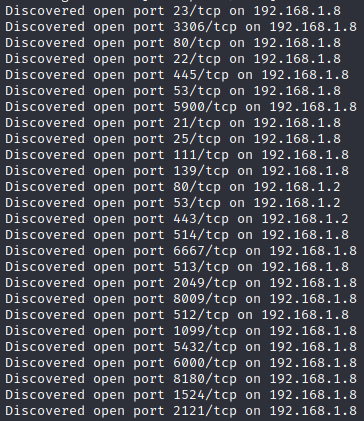 Discovered open port 23/tcp on 192.168.1.8
Discovered open port 3306/tcp on 192.168.1.8
Discovered open port 80/tcp on 192.168.1.8
Discovered open port 22/tcp on 192.168.1.8
Discovered open port 445/tcp on 192.168.1.8
Discovered open port 53/tcp on 192.168.1.8
Discovered open port 5900/tcp on 192.168.1.8
Discovered open port 21/tcp on 192.168.1.8
Discovered open port 25/tcp on 192.168.1.8
Discovered open port 111/tcp on 192.168.1.8
Discovered open port 139/tcp on 192.168.1.8
Discovered open port 80/tcp on 192.168.1.2
Discovered open port 53/tcp on 192.168.1.2
Discovered open port 443/tcp on 192.168.1.2
Discovered open port 514/tcp on 192.168.1.8
Discovered open port 6667/tcp on 192.168.1.8
Discovered open port 513/tcp on 192.168.1.8
Discovered open port 2049/tcp on 192.168.1.8
Discovered open port 8009/tcp on 192.168.1.8
Discovered open port 512/tcp on 192.168.1.8
Discovered open port 1099/tcp on 192.168.1.8
Discovered open port 5432/tcp on 192.168.1.8
Discovered open port 6000/tcp on 192.168.1.8
Discovered open port 8180/tcp on 192.168.1.8
Discovered open port 1524/tcp on 192.168.1.8
Discovered open port 2121/tcp on 192.168.1.8